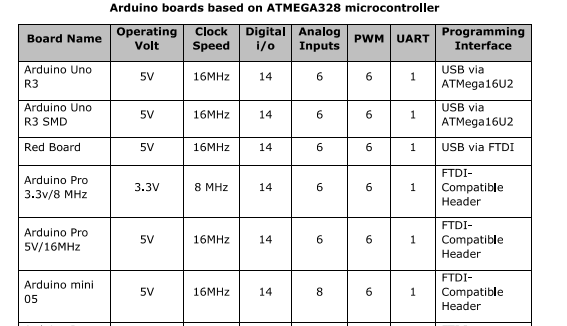 Arduino boards based on ATMEGA328 microcontroller
Board Name Operating Volt Clock Speed Digital i/o Analog Inputs PWM UART Programming Interface
Arduino Uno R3 5V 16MHz 14 6 6 1 USB via ATMega16U2
Arduino Uno R3 SMD 5V 16MHz 14 6 6 1 USB via ATMega16U2
Red Board 5V 16MHz 14 6 6 1 USB via FTDI
Arduino Pro 3.3v/8 MHz 3.3V 8 MHz 14 6 6 1 FTDI-Compatible Header
Arduino Pro 5V/16MHz 5V 16MHz 14 6 6 1 FTDI-Compatible Header
Arduino mini 05 5V 16MHz 14 8 6 1 FTDI-Compatible Header